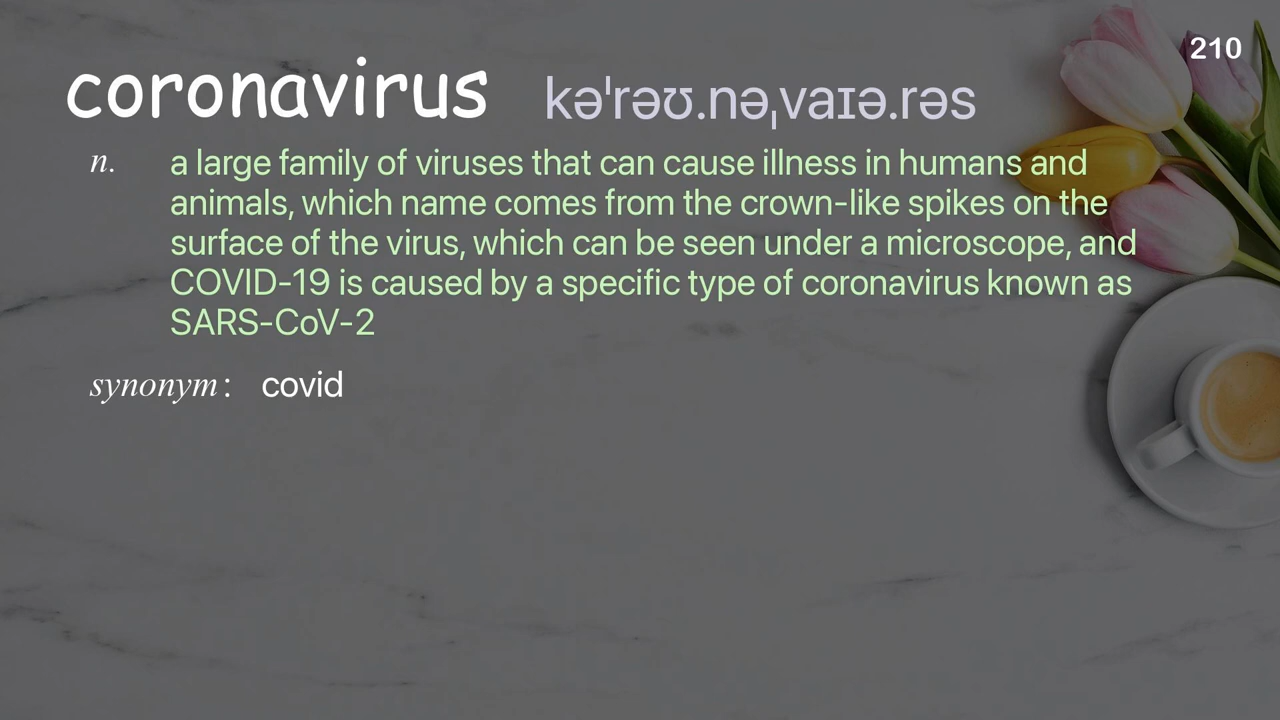 210
coronavirus kəˈrəʊ.nəˌvaɪə.rəs
n. a large family of viruses that can cause illness in humans and
animals, which name comes from the crown-like spikes on the
surface of the virus, which can be seen under a microscope, and
COVID-19 is caused by a specific type of coronavirus known as
SARS-CoV-2
synonym: covid